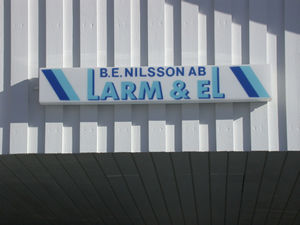 B.E. NILSSON AB
LARM & EL